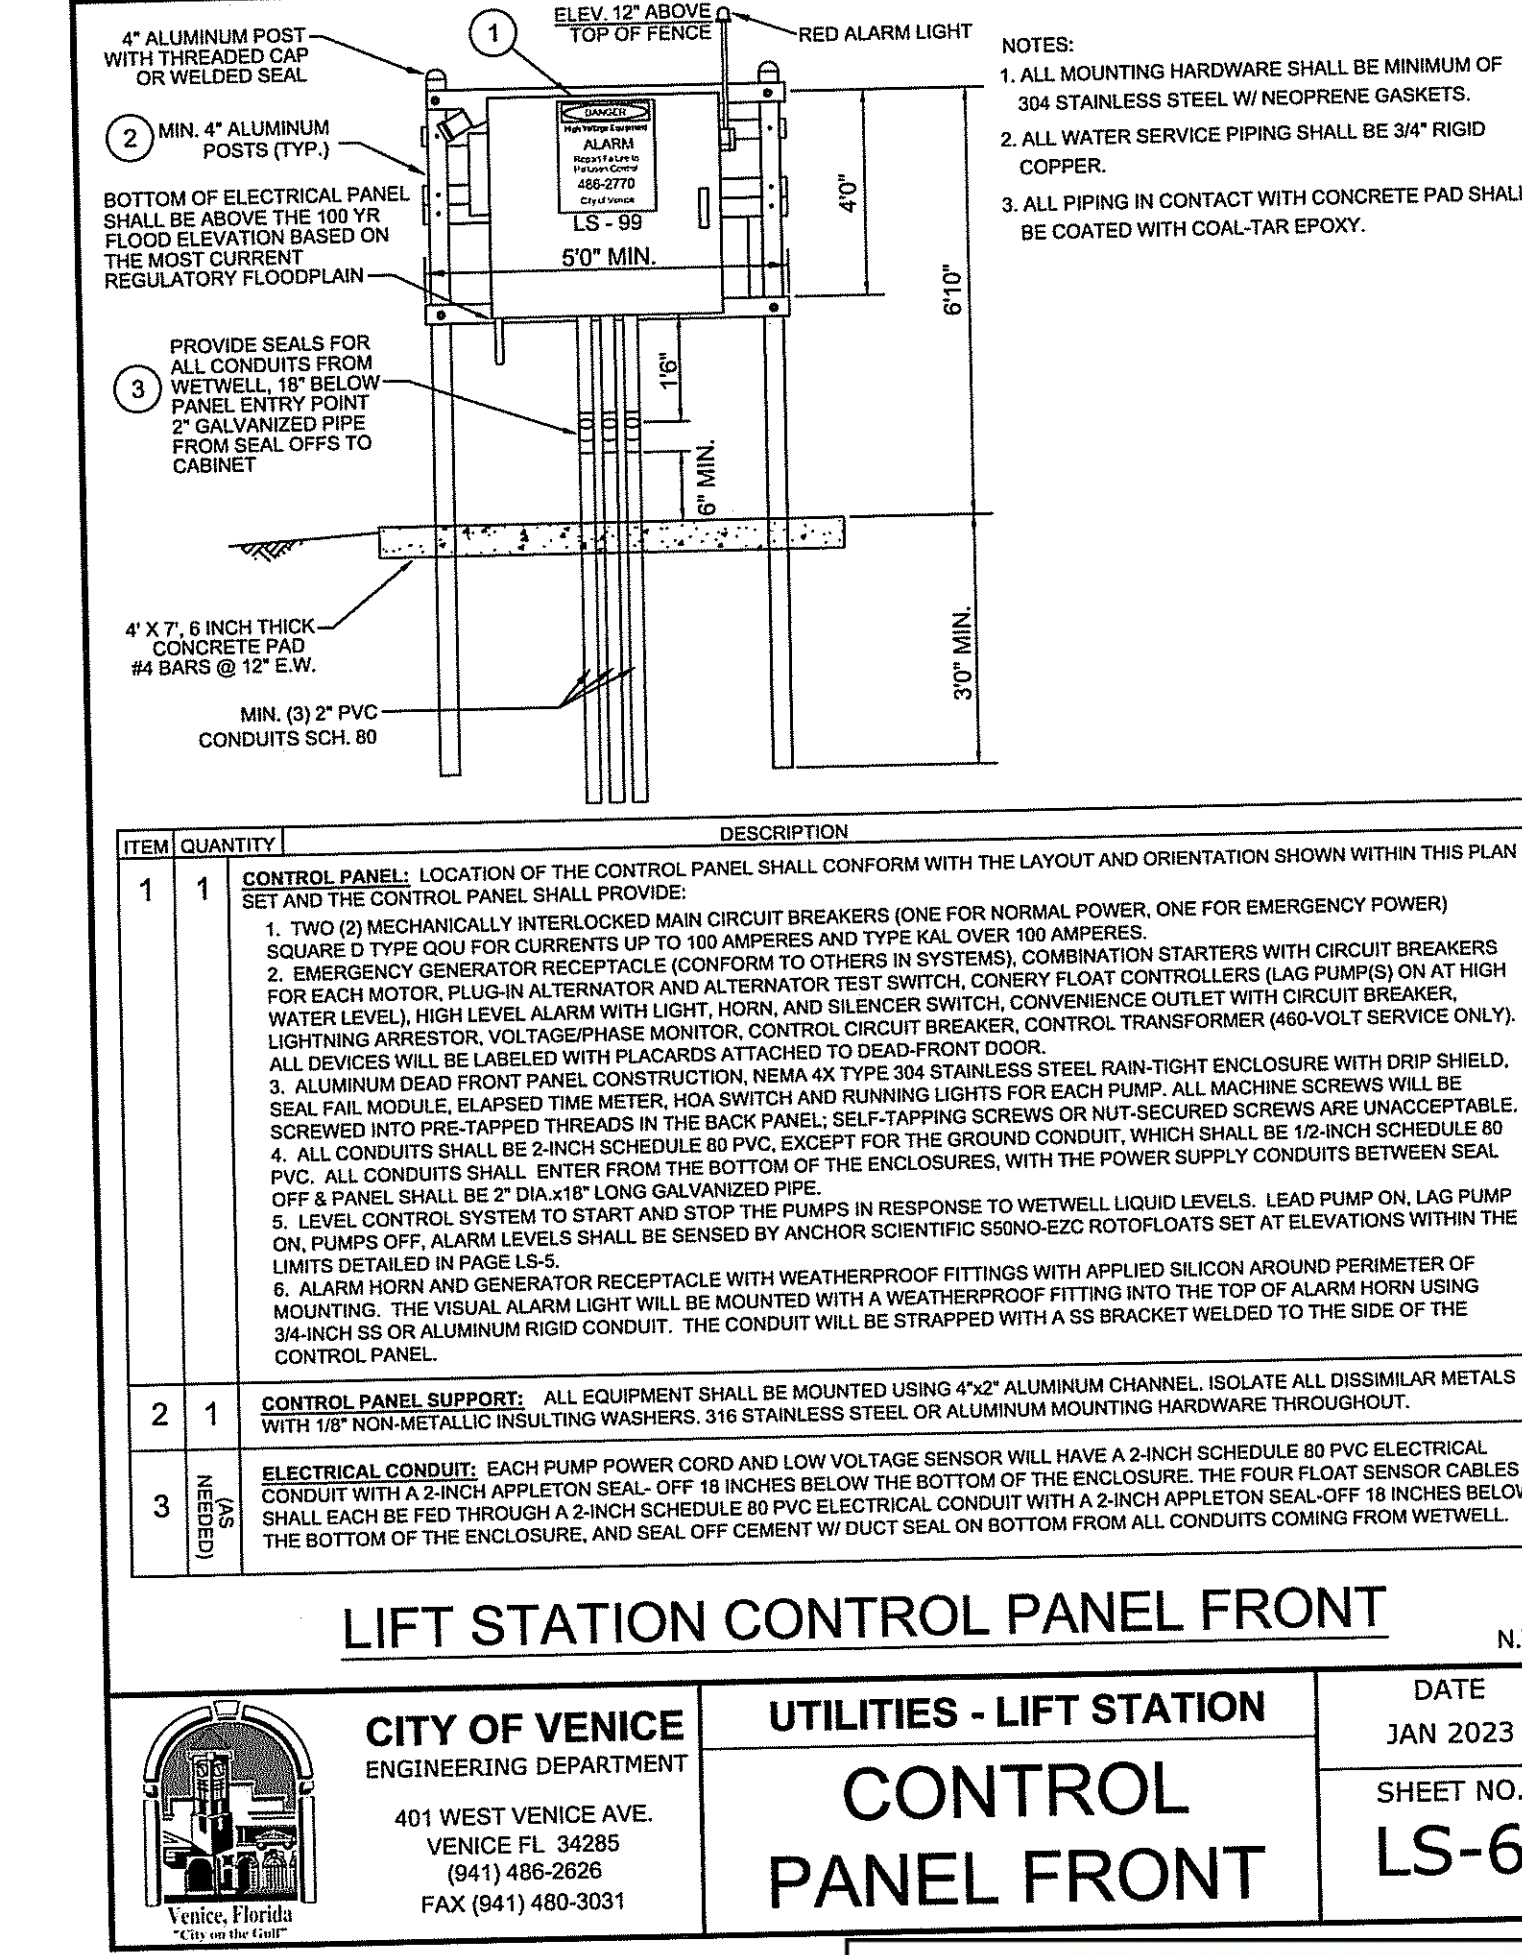 4" ALUMINUM POST
WITH THREADED CAP
OR WELDED SEAL
1
ELEV. 12" ABOVE
TOP OF FENCE
RED ALARM LIGHT
2
MIN. 4" ALUMINUM
POSTS (TYP.)
BOTTOM OF ELECTRICAL PANEL
SHALL BE ABOVE THE 100 YR
FLOOD ELEVATION BASED ON
THE MOST CURRENT
REGULATORY FLOODPLAIN
DANGER
High Voltage Equipment
ALARM
Report Failure to
486-2770
City of Venice
LS - 99
5'0" MIN.
4'0"
6'10"
3
PROVIDE SEALS FOR
ALL CONDUITS FROM
WETWELL, 18" BELOW
PANEL ENTRY POINT
2" GALVANIZED PIPE
FROM SEAL OFFS TO
CABINET
1'6"
6" MIN.
3'0" MIN.
4' X 7', 6 INCH THICK
CONCRETE PAD
#4 BARS @ 12" E.W.
MIN. (3) 2" PVC
CONDUITS SCH. 80
NOTES:
1. ALL MOUNTING HARDWARE SHALL BE MINIMUM OF
304 STAINLESS STEEL W/ NEOPRENE GASKETS.
2. ALL WATER SERVICE PIPING SHALL BE 3/4" RIGID
COPPER.
3. ALL PIPING IN CONTACT WITH CONCRETE PAD SHALL
BE COATED WITH COAL-TAR EPOXY.
ITEM QUANTITY DESCRIPTION
1 1 CONTROL PANEL: LOCATION OF THE CONTROL PANEL SHALL CONFORM WITH THE LAYOUT AND ORIENTATION SHOWN WITHIN THIS PLAN
SET AND THE CONTROL PANEL SHALL PROVIDE:
1. TWO (2) MECHANICALLY INTERLOCKED MAIN CIRCUIT BREAKERS (ONE FOR NORMAL POWER, ONE FOR EMERGENCY POWER)
SQUARE D TYPE QOU FOR CURRENTS UP TO 100 AMPERES AND TYPE KAL OVER 100 AMPERES.
2. EMERGENCY GENERATOR RECEPTACLE (CONFORM TO OTHERS IN SYSTEMS), COMBINATION STARTERS WITH CIRCUIT BREAKERS
FOR EACH MOTOR, PLUG-IN ALTERNATOR AND ALTERNATOR TEST SWITCH, CONERY FLOAT CONTROLLERS (LAG PUMP(S) ON AT HIGH
WATER LEVEL), HIGH LEVEL ALARM WITH LIGHT, HORN, AND SILENCER SWITCH, CONVENIENCE OUTLET WITH CIRCUIT BREAKER,
LIGHTNING ARRESTOR, VOLTAGE/PHASE MONITOR, CONTROL CIRCUIT BREAKER, CONTROL TRANSFORMER (460-VOLT SERVICE ONLY).
ALL DEVICES WILL BE LABELED WITH PLACARDS ATTACHED TO DEAD-FRONT DOOR.
3. ALUMINUM DEAD FRONT PANEL CONSTRUCTION, NEMA 4X TYPE 304 STAINLESS STEEL RAIN-TIGHT ENCLOSURE WITH DRIP SHIELD,
SEAL FAIL MODULE, ELAPSED TIME METER, HOA SWITCH AND RUNNING LIGHTS FOR EACH PUMP. ALL MACHINE SCREWS WILL BE
SCREWED INTO PRE-TAPPED THREADS IN THE BACK PANEL; SELF-TAPPING SCREWS OR NUT-SECURED SCREWS ARE UNACCEPTABLE.
4. ALL CONDUITS SHALL BE 2-INCH SCHEDULE 80 PVC, EXCEPT FOR THE GROUND CONDUIT, WHICH SHALL BE 1/2-INCH SCHEDULE 80
PVC. ALL CONDUITS SHALL ENTER FROM THE BOTTOM OF THE ENCLOSURES, WITH THE POWER SUPPLY CONDUITS BETWEEN SEAL
OFF & PANEL SHALL BE 2" DIA.x18" LONG GALVANIZED PIPE.
5. LEVEL CONTROL SYSTEM TO START AND STOP THE PUMPS IN RESPONSE TO WETWELL LIQUID LEVELS. LEAD PUMP ON, LAG PUMP
ON, PUMPS OFF, ALARM LEVELS SHALL BE SENSED BY ANCHOR SCIENTIFIC S50NO-EZC ROTOFLOATS SET AT ELEVATIONS WITHIN THE
LIMITS DETAILED IN PAGE LS-5.
6. ALARM HORN AND GENERATOR RECEPTACLE WITH WEATHERPROOF FITTINGS WITH APPLIED SILICON AROUND PERIMETER OF
MOUNTING. THE VISUAL ALARM LIGHT WILL BE MOUNTED WITH A WEATHERPROOF FITTING INTO THE TOP OF ALARM HORN USING
3/4-INCH SS OR ALUMINUM RIGID CONDUIT. THE CONDUIT WILL BE STRAPPED WITH A SS BRACKET WELDED TO THE SIDE OF THE
CONTROL PANEL.
2 1 CONTROL PANEL SUPPORT: ALL EQUIPMENT SHALL BE MOUNTED USING 4"x2" ALUMINUM CHANNEL. ISOLATE ALL DISSIMILAR METALS
WITH 1/8" NON-METALLIC INSULTING WASHERS. 316 STAINLESS STEEL OR ALUMINUM MOUNTING HARDWARE THROUGHOUT.
3 (AS NEEDED) ELECTRICAL CONDUIT: EACH PUMP POWER CORD AND LOW VOLTAGE SENSOR WILL HAVE A 2-INCH SCHEDULE 80 PVC ELECTRICAL
CONDUIT WITH A 2-INCH APPLETON SEAL- OFF 18 INCHES BELOW THE BOTTOM OF THE ENCLOSURE. THE FOUR FLOAT SENSOR CABLES
SHALL EACH BE FED THROUGH A 2-INCH SCHEDULE 80 PVC ELECTRICAL CONDUIT WITH A 2-INCH APPLETON SEAL-OFF 18 INCHES BELOW
THE BOTTOM OF THE ENCLOSURE, AND SEAL OFF CEMENT W/ DUCT SEAL ON BOTTOM FROM ALL CONDUITS COMING FROM WETWELL.
LIFT STATION CONTROL PANEL FRONT
Venice, Florida
"City on the Gulf"
CITY OF VENICE
ENGINEERING DEPARTMENT
401 WEST VENICE AVE.
VENICE FL 34285
(941) 486-2626
FAX (941) 480-3031
UTILITIES - LIFT STATION
CONTROL
PANEL FRONT
DATE
JAN 2023
SHEET NO.
LS-6